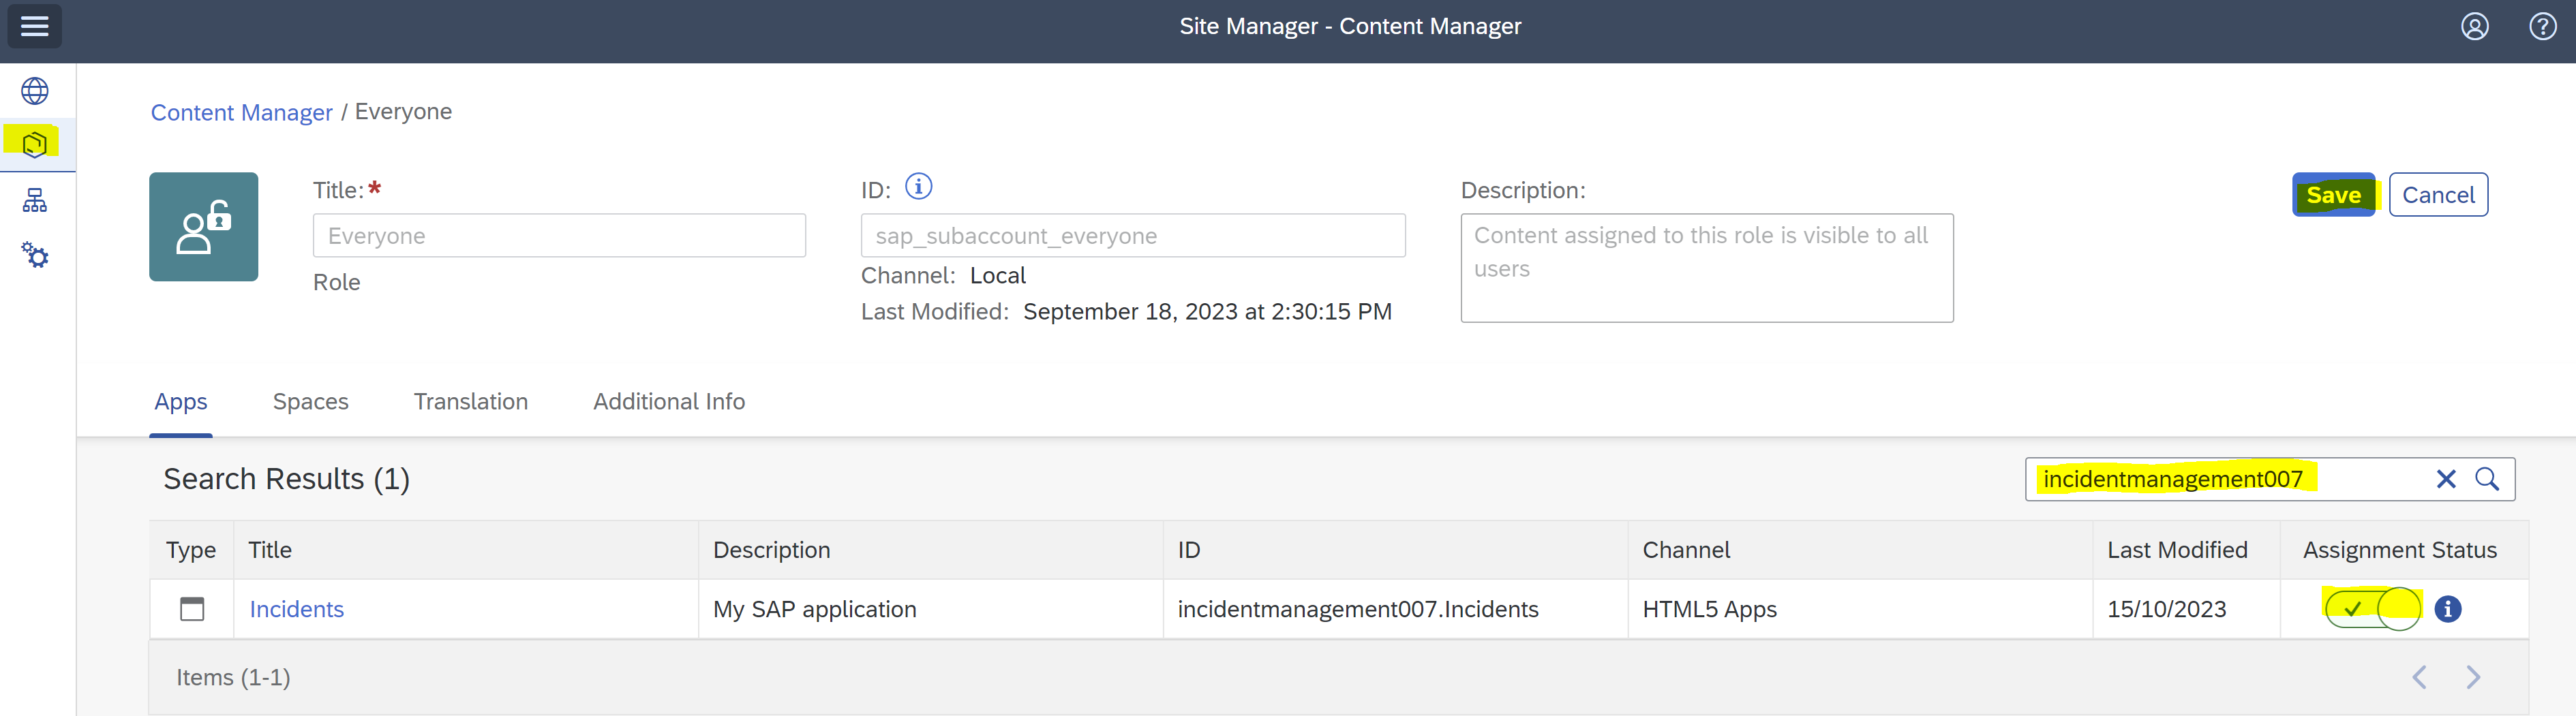 Site Manager - Content Manager
Content Manager / Everyone
Title:*
Everyone
Role
ID:
sap_subaccount_everyone
Channel: Local
Last Modified: September 18, 2023 at 2:30:15 PM
Description:
Content assigned to this role is visible to all
users
Save Cancel
Apps Spaces Translation Additional Info
Search Results (1)
incidentmanagement007
Type Title Description ID Channel Last Modified Assignment Status
Incidents My SAP application incidentmanagement007.Incidents HTML5 Apps 15/10/2023
Items (1-1)